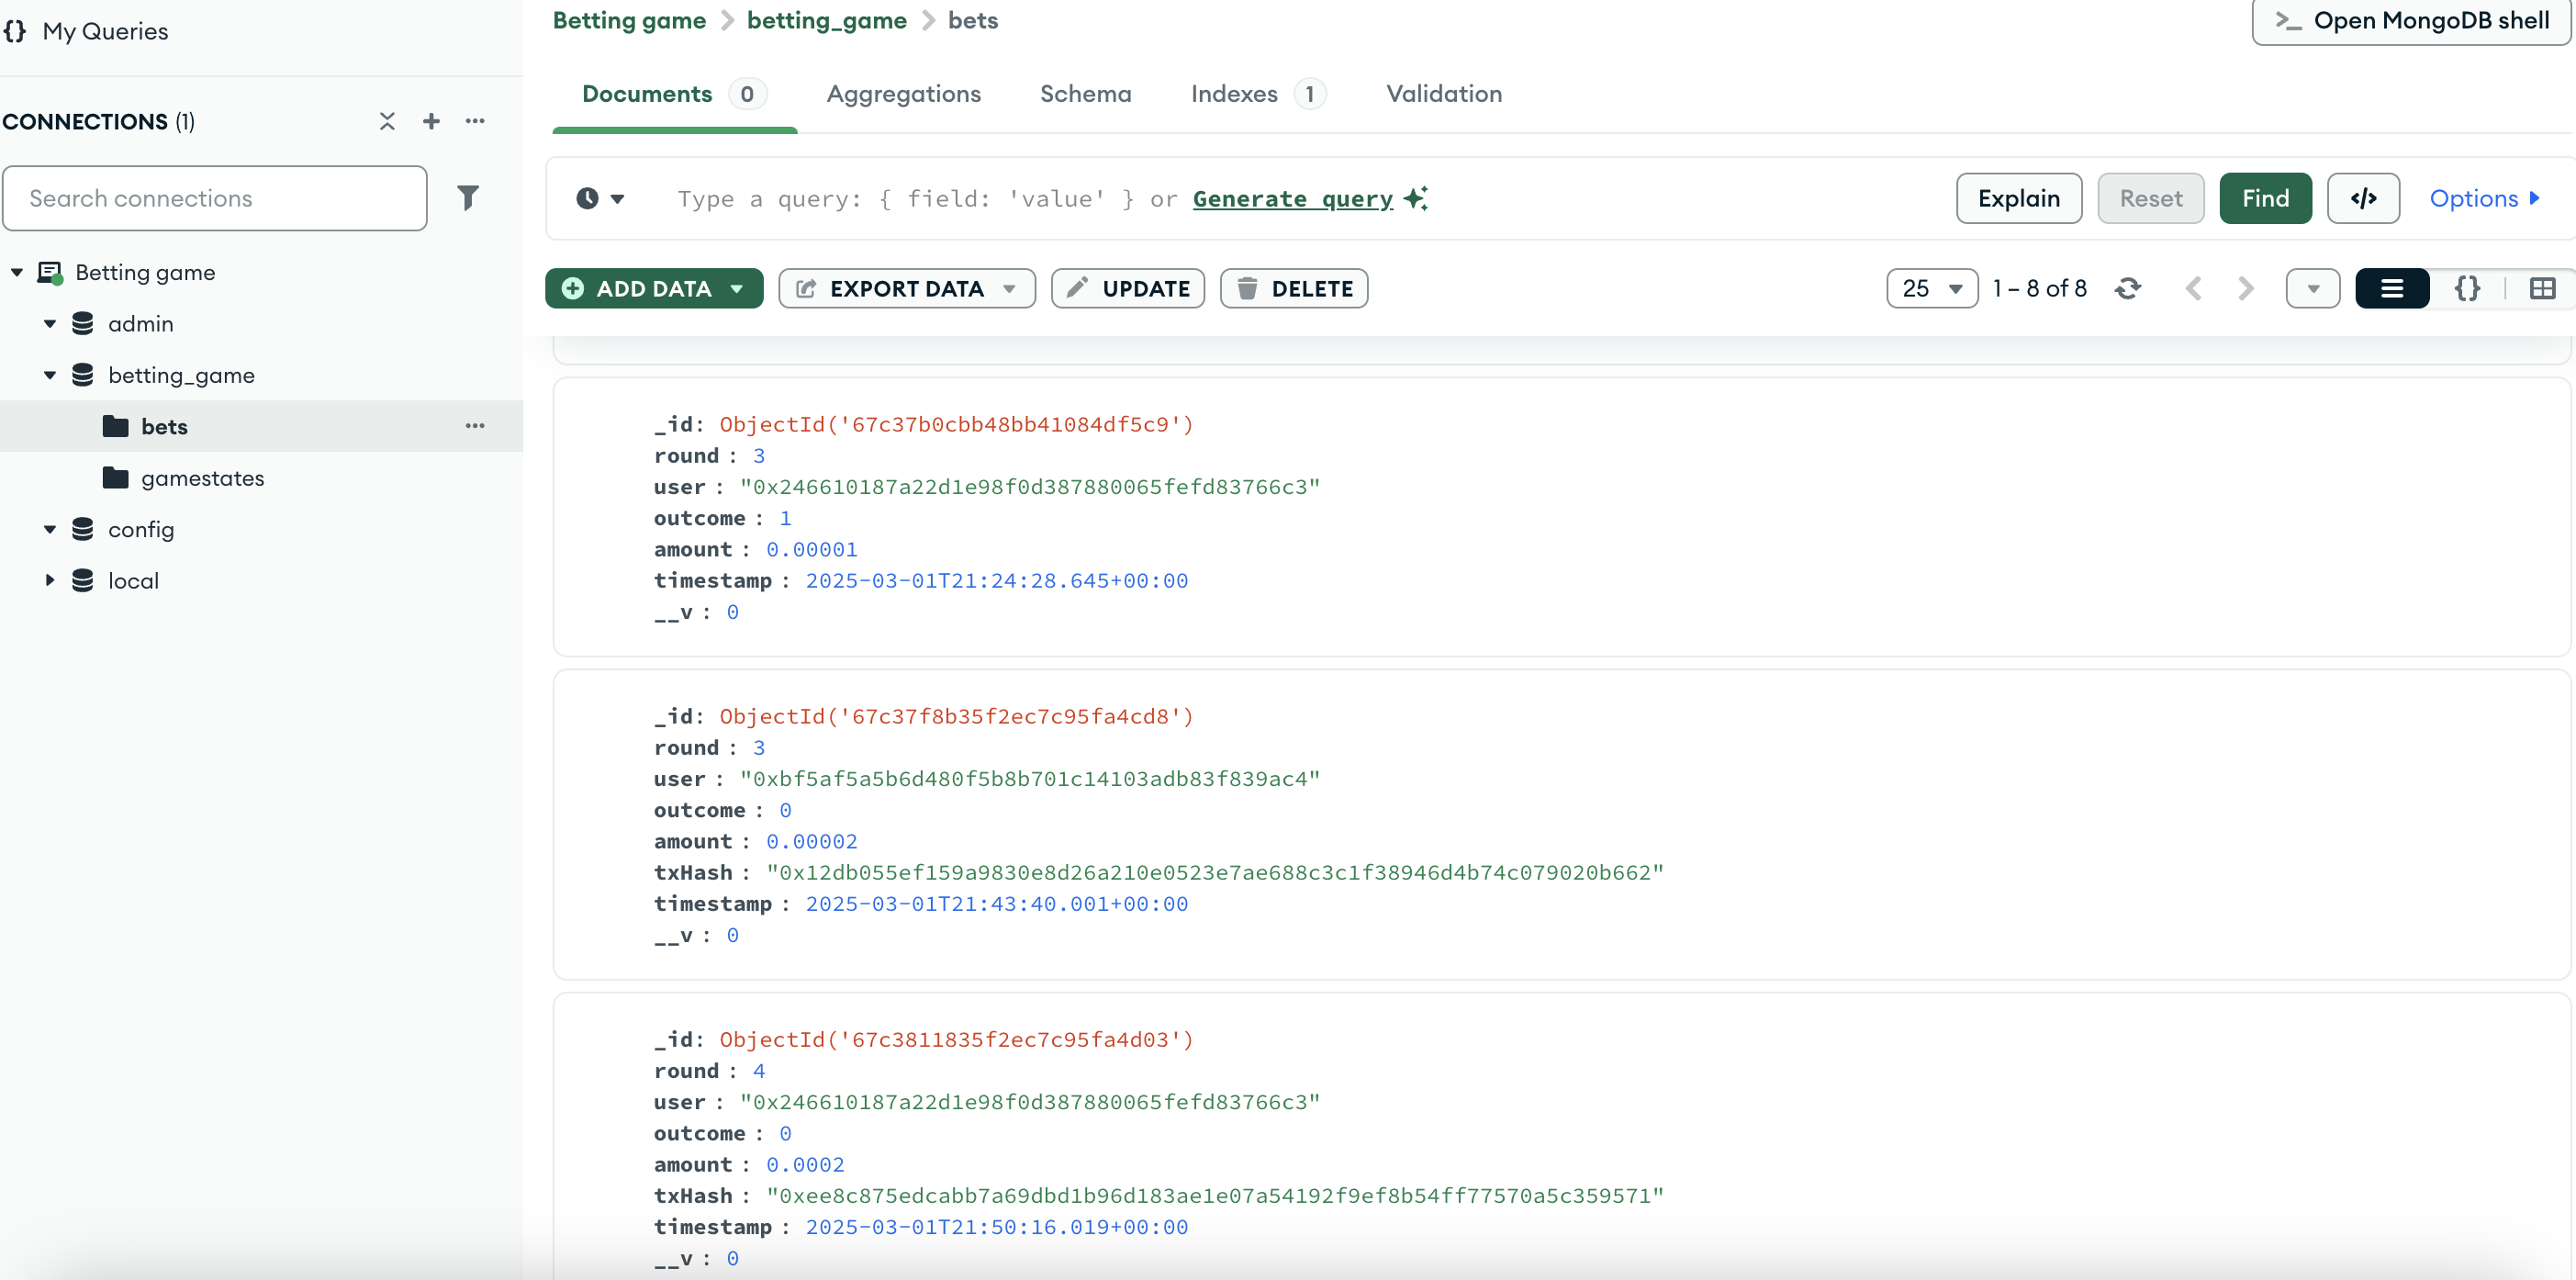 {} My Queries
CONNECTIONS (1)
Search connections
Betting game
admin
betting_game
bets
gamestates
config
local
Betting game > betting_game > bets
>_ Open MongoDB shell
Documents 0 Aggregations Schema Indexes 1 Validation
Type a query: { field: 'value' } or Generate query
Explain Reset Find </> Options
ADD DATA EXPORT DATA UPDATE DELETE
25 1 – 8 of 8 {}
_id: ObjectId('67c37b0cbb48bb41084df5c9')
round : 3
user : "0x246610187a22d1e98f0d387880065fefd83766c3"
outcome : 1
amount : 0.00001
timestamp : 2025-03-01T21:24:28.645+00:00
__v : 0
_id: ObjectId('67c37f8b35f2ec7c95fa4cd8')
round : 3
user : "0xbf5af5a5b6d480f5b8b701c14103adb83f839ac4"
outcome : 0
amount : 0.00002
txHash : "0x12db055ef159a9830e8d26a210e0523e7ae688c3c1f38946d4b74c079020b662"
timestamp : 2025-03-01T21:43:40.001+00:00
__v : 0
_id: ObjectId('67c3811835f2ec7c95fa4d03')
round : 4
user : "0x246610187a22d1e98f0d387880065fefd83766c3"
outcome : 0
amount : 0.0002
txHash : "0xee8c875edcabb7a69dbd1b96d183ae1e07a54192f9ef8b54ff77570a5c359571"
timestamp : 2025-03-01T21:50:16.019+00:00
__v : 0